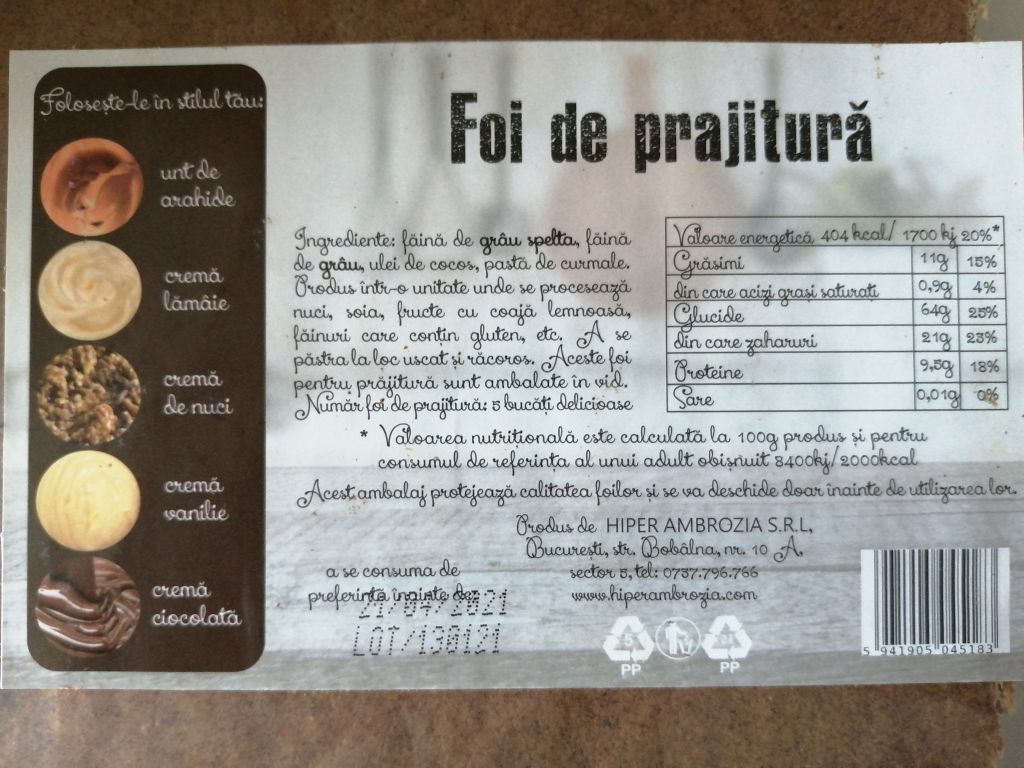 Folosește-le în stilul tău:
unt de
arahide
cremă
lămâie
cremă
de nuci
cremă
vanilie
cremă
ciocolată
Foi de prajitură
Ingrediente: făină de grâu spelta, făină
de grâu, ulei de cocos, pastă de curmale.
Produs într-o unitate unde se procesează
nuci, soia, fructe cu coajă lemnoasă,
făinuri care conțin gluten, etc. A se
păstra la loc uscat și răcoros. Aceste foi
pentru prăjitură sunt ambalate în vid.
Număr foi de prajitură: 5 bucăți delicioase
Valoare energetică 404 kcal/ 1700 kj 20%*
Grăsimi 11g 15%
din care acizi grași saturați 0,9g 4%
Glucide 64g 25%
din care zaharuri 21g 23%
Proteine 9,5g 18%
Sare 0,01g 0%
* Valoarea nutrițională este calculată la 100g produs și pentru
consumul de referința al unui adult obișnuit 8400kj/2000kcal
Acest ambalaj protejează calitatea foilor și se va deschide doar înainte de utilizarea lor.
Produs de HIPER AMBROZIA S.R.L.
București, str. Bobâlna, nr. 10 A,
sector 5, tel: 0737.796.766
www.hiperambrozia.com
a se consuma de
preferință înainte de:
21/04/2021
LOT/130121
5 PP
21 PP
5 941905 045183